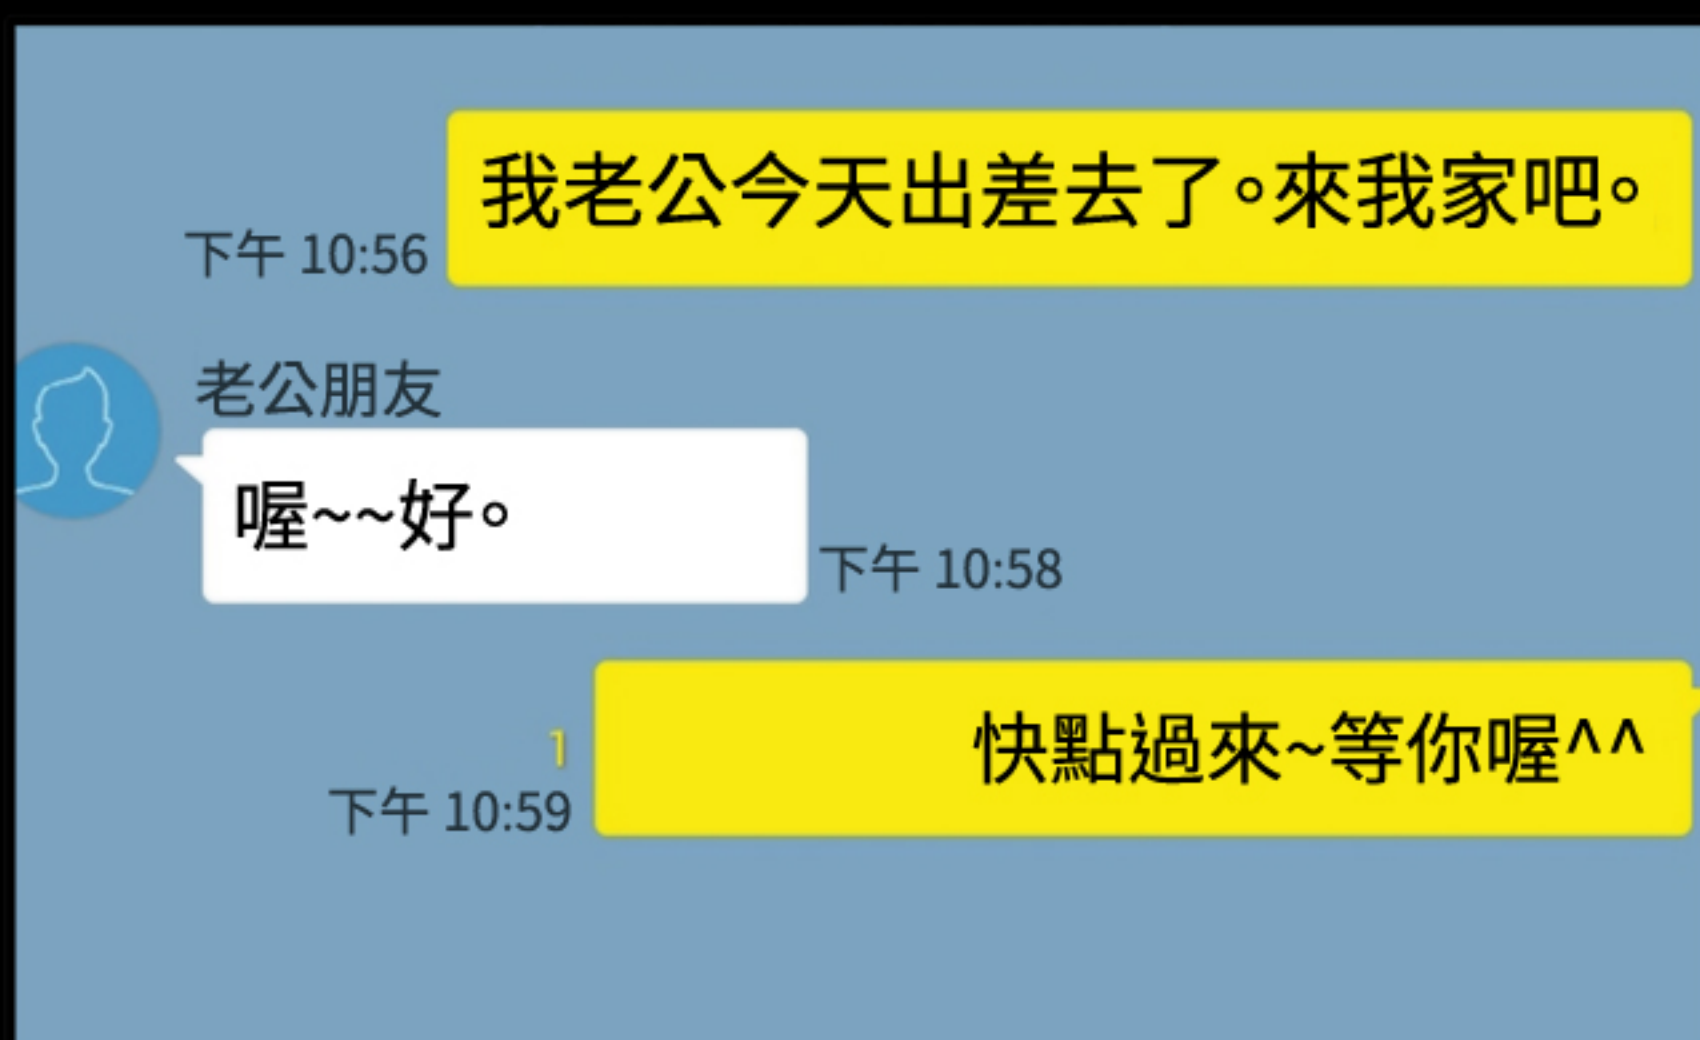 我老公今天出差去了。來我家吧。
下午 10:56
老公朋友
喔~~好。
下午 10:58
快點過來~等你喔^^
1
下午 10:59